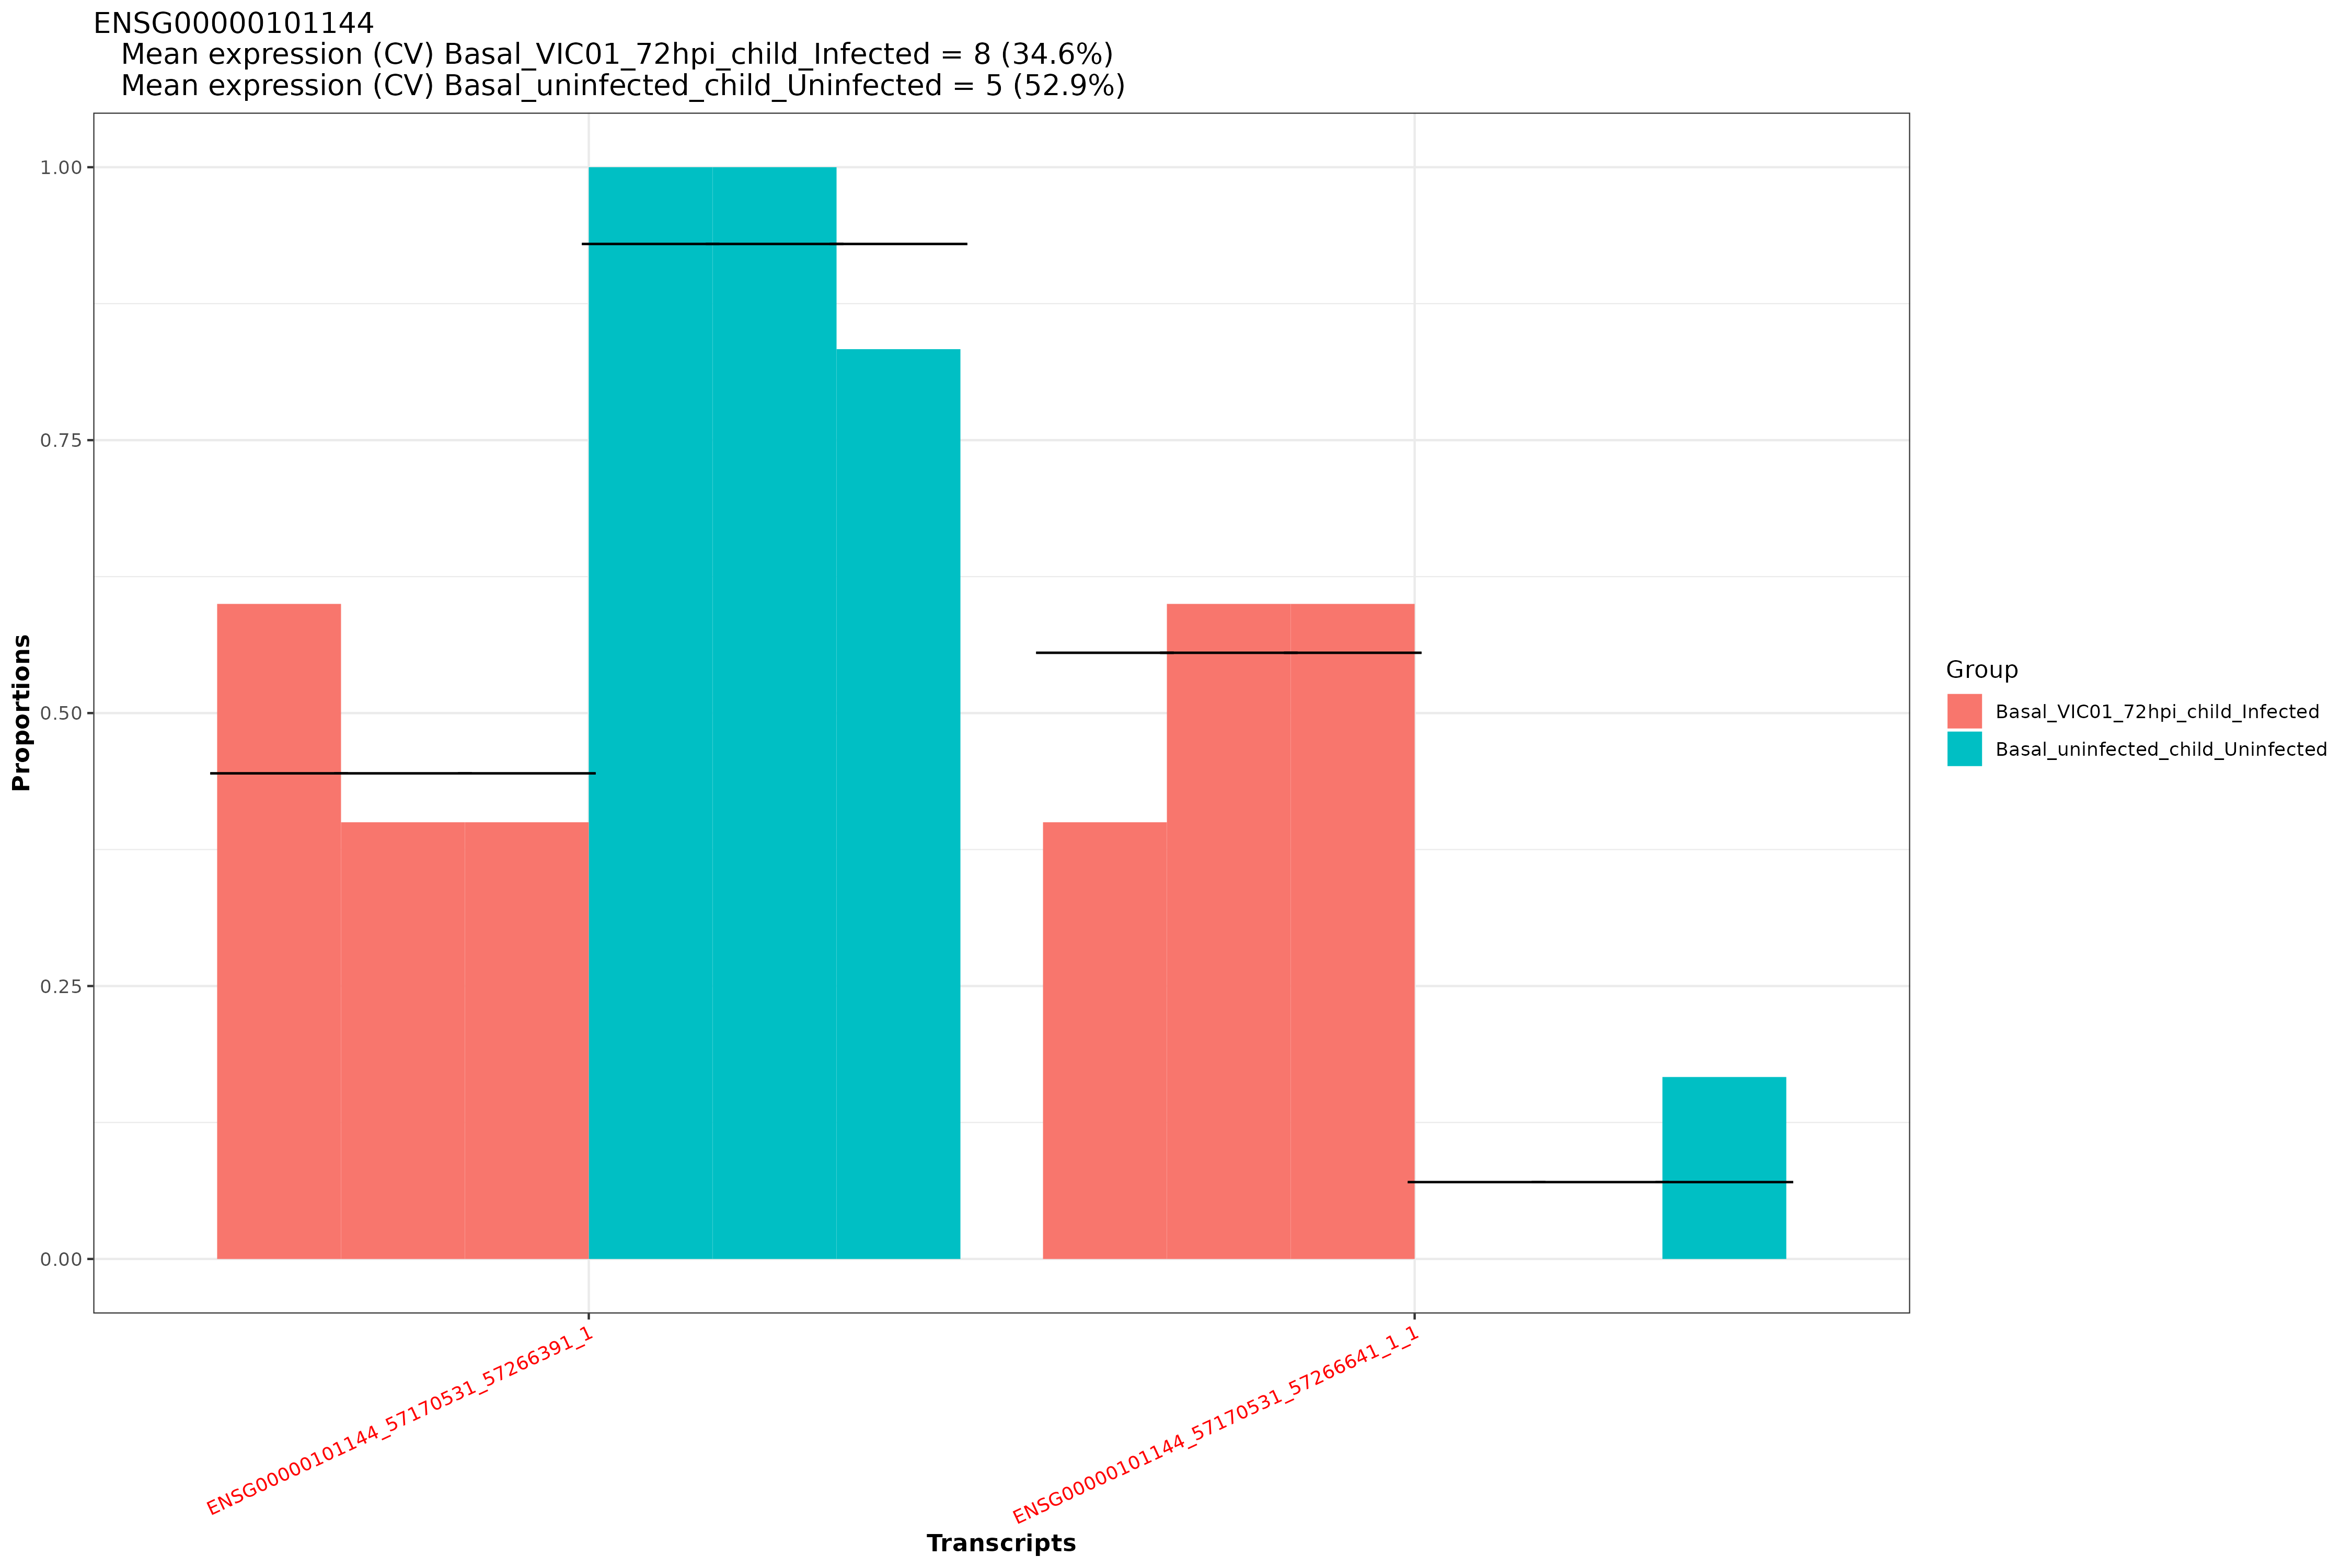 ENSG00000101144
Mean expression (CV) Basal_VIC01_72hpi_child_Infected = 8 (34.6%)
Mean expression (CV) Basal_uninfected_child_Uninfected = 5 (52.9%)
1.00
0.75
0.50
0.25
0.00
Proportions
ENSG00000101144_57170531_57266391_1
ENSG00000101144_57170531_57266641_1_1
Transcripts
Group
Basal_VIC01_72hpi_child_Infected
Basal_uninfected_child_Uninfected